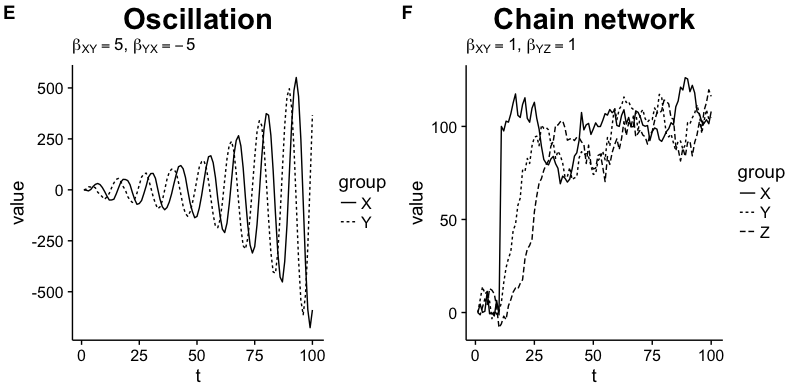 E
Oscillation
βXY = 5, βYX = −5
500
250
0
-250
-500
value
0 25 50 75 100
t
group
X
Y
F
Chain network
βXY = 1, βYZ = 1
100
50
0
value
0 25 50 75 100
t
group
X
Y
Z